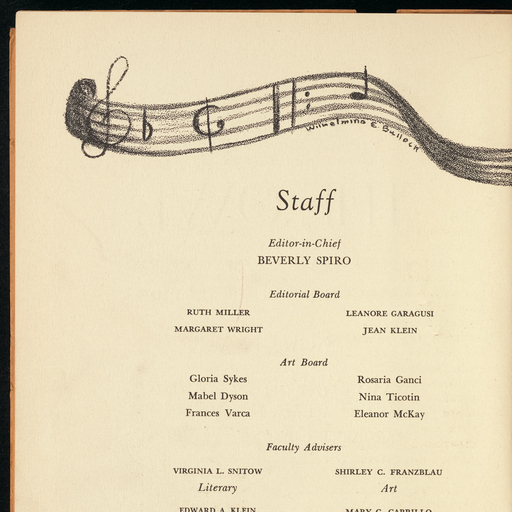 Wilhelmina E. Bullock
Staff
Editor-in-Chief
BEVERLY SPIRO
Editorial Board
RUTH MILLER LEANORE GARAGUSI
MARGARET WRIGHT JEAN KLEIN
Art Board
Gloria Sykes Rosaria Ganci
Mabel Dyson Nina Ticotin
Frances Varca Eleanor McKay
Faculty Advisers
VIRGINIA L. SNITOW SHIRLEY C. FRANZBLAU
Literary Art
EDWARD A. KLEIN MARY C. CARRILLO